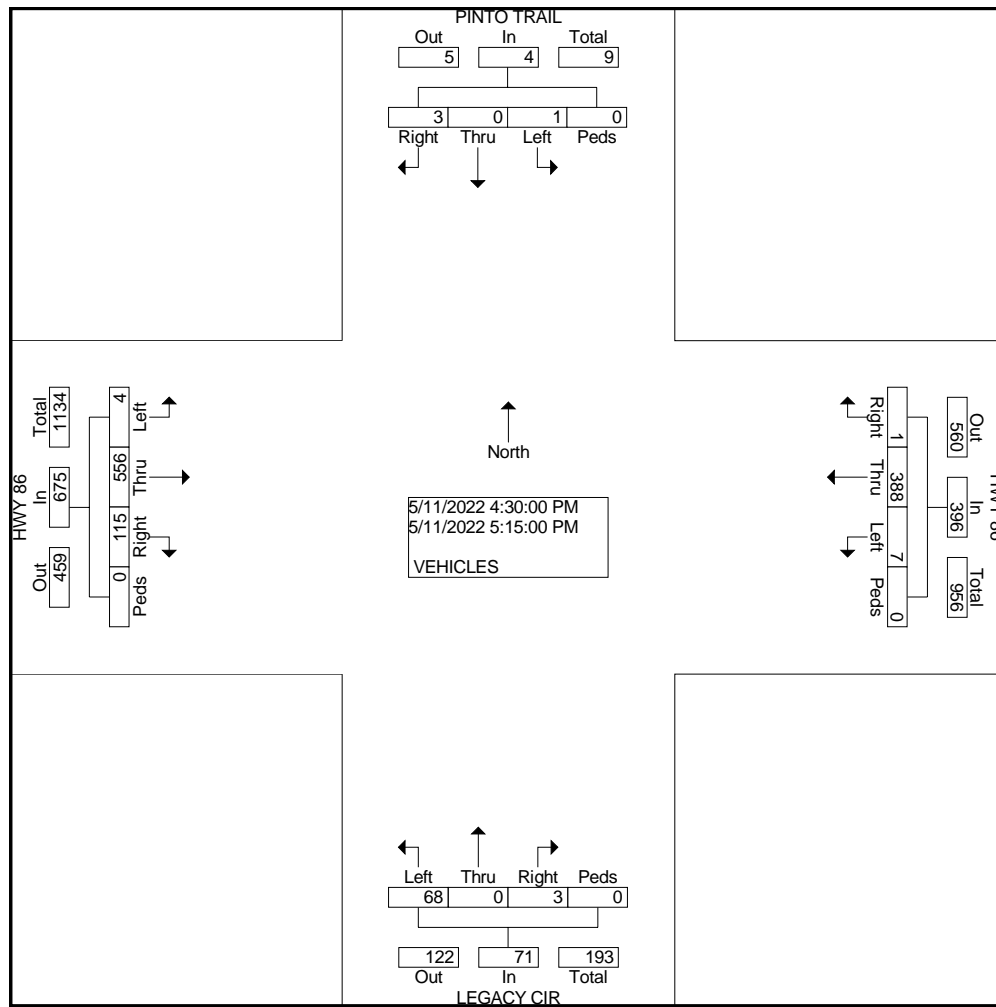 PINTO TRAIL
Out In Total
5 4 9
3 0 1 0
Right Thru Left Peds
HWY 86
Total In Out
1134 675 459
4 556 115 0
Left Thru Right Peds
North
5/11/2022 4:30:00 PM
5/11/2022 5:15:00 PM
VEHICLES
Right Thru Left Peds
1 388 7 0
Out In Total
560 396 956
HWY 86
Left Thru Right Peds
68 0 3 0
122 71 193
Out In Total
LEGACY CIR